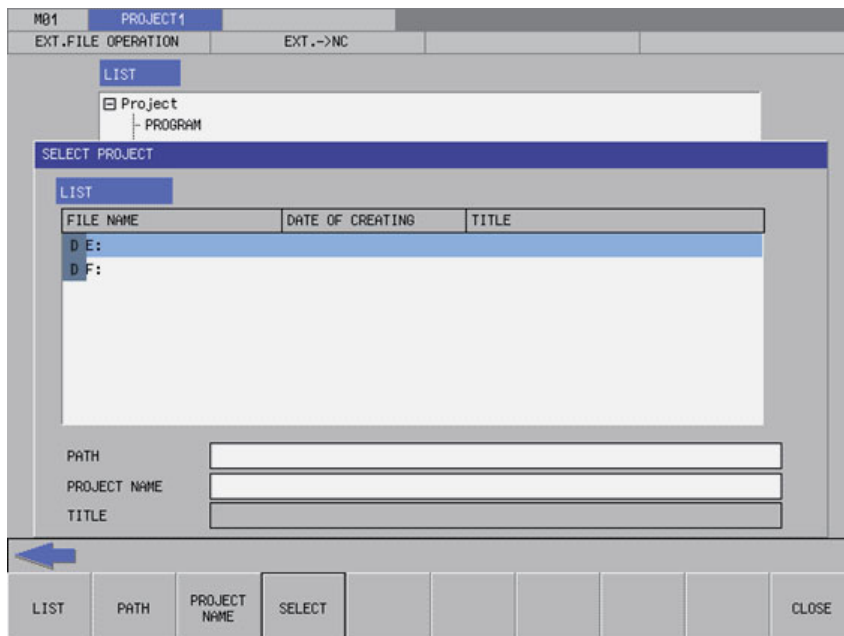 M01 PROJECT1
EXT.FILE OPERATION EXT.->NC
LIST
Project
PROGRAM
SELECT PROJECT
LIST
FILE NAME DATE OF CREATING TITLE
D E:
D F:
PATH
PROJECT NAME
TITLE
LIST PATH PROJECT NAME SELECT CLOSE